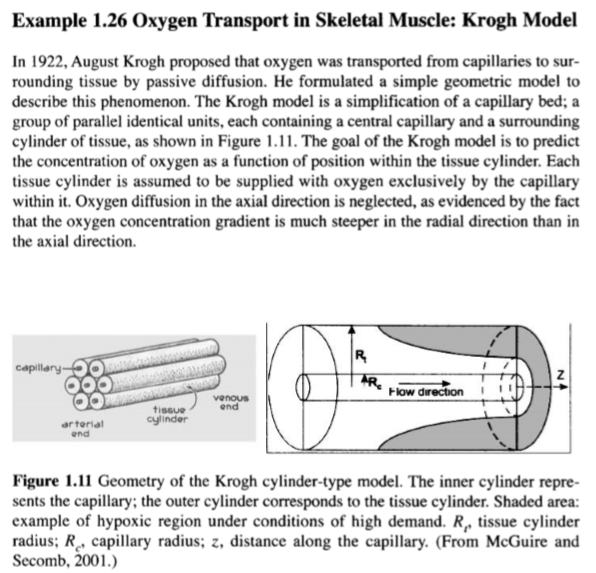 Example 1.26 Oxygen Transport in Skeletal Muscle: Krogh Model
In 1922, August Krogh proposed that oxygen was transported from capillaries to sur-
rounding tissue by passive diffusion. He formulated a simple geometric model to
describe this phenomenon. The Krogh model is a simplification of a capillary bed; a
group of parallel identical units, each containing a central capillary and a surrounding
cylinder of tissue, as shown in Figure 1.11. The goal of the Krogh model is to predict
the concentration of oxygen as a function of position within the tissue cylinder. Each
tissue cylinder is assumed to be supplied with oxygen exclusively by the capillary
within it. Oxygen diffusion in the axial direction is neglected, as evidenced by the fact
that the oxygen concentration gradient is much steeper in the radial direction than in
the axial direction.
capillary
arterial
end
tissue
cylinder
venous
end
Rt
Rc
Flow direction
Z
Figure 1.11 Geometry of the Krogh cylinder-type model. The inner cylinder repre-
sents the capillary; the outer cylinder corresponds to the tissue cylinder. Shaded area:
example of hypoxic region under conditions of high demand. Rt, tissue cylinder
radius; Rc, capillary radius; z, distance along the capillary. (From McGuire and
Secomb, 2001.)